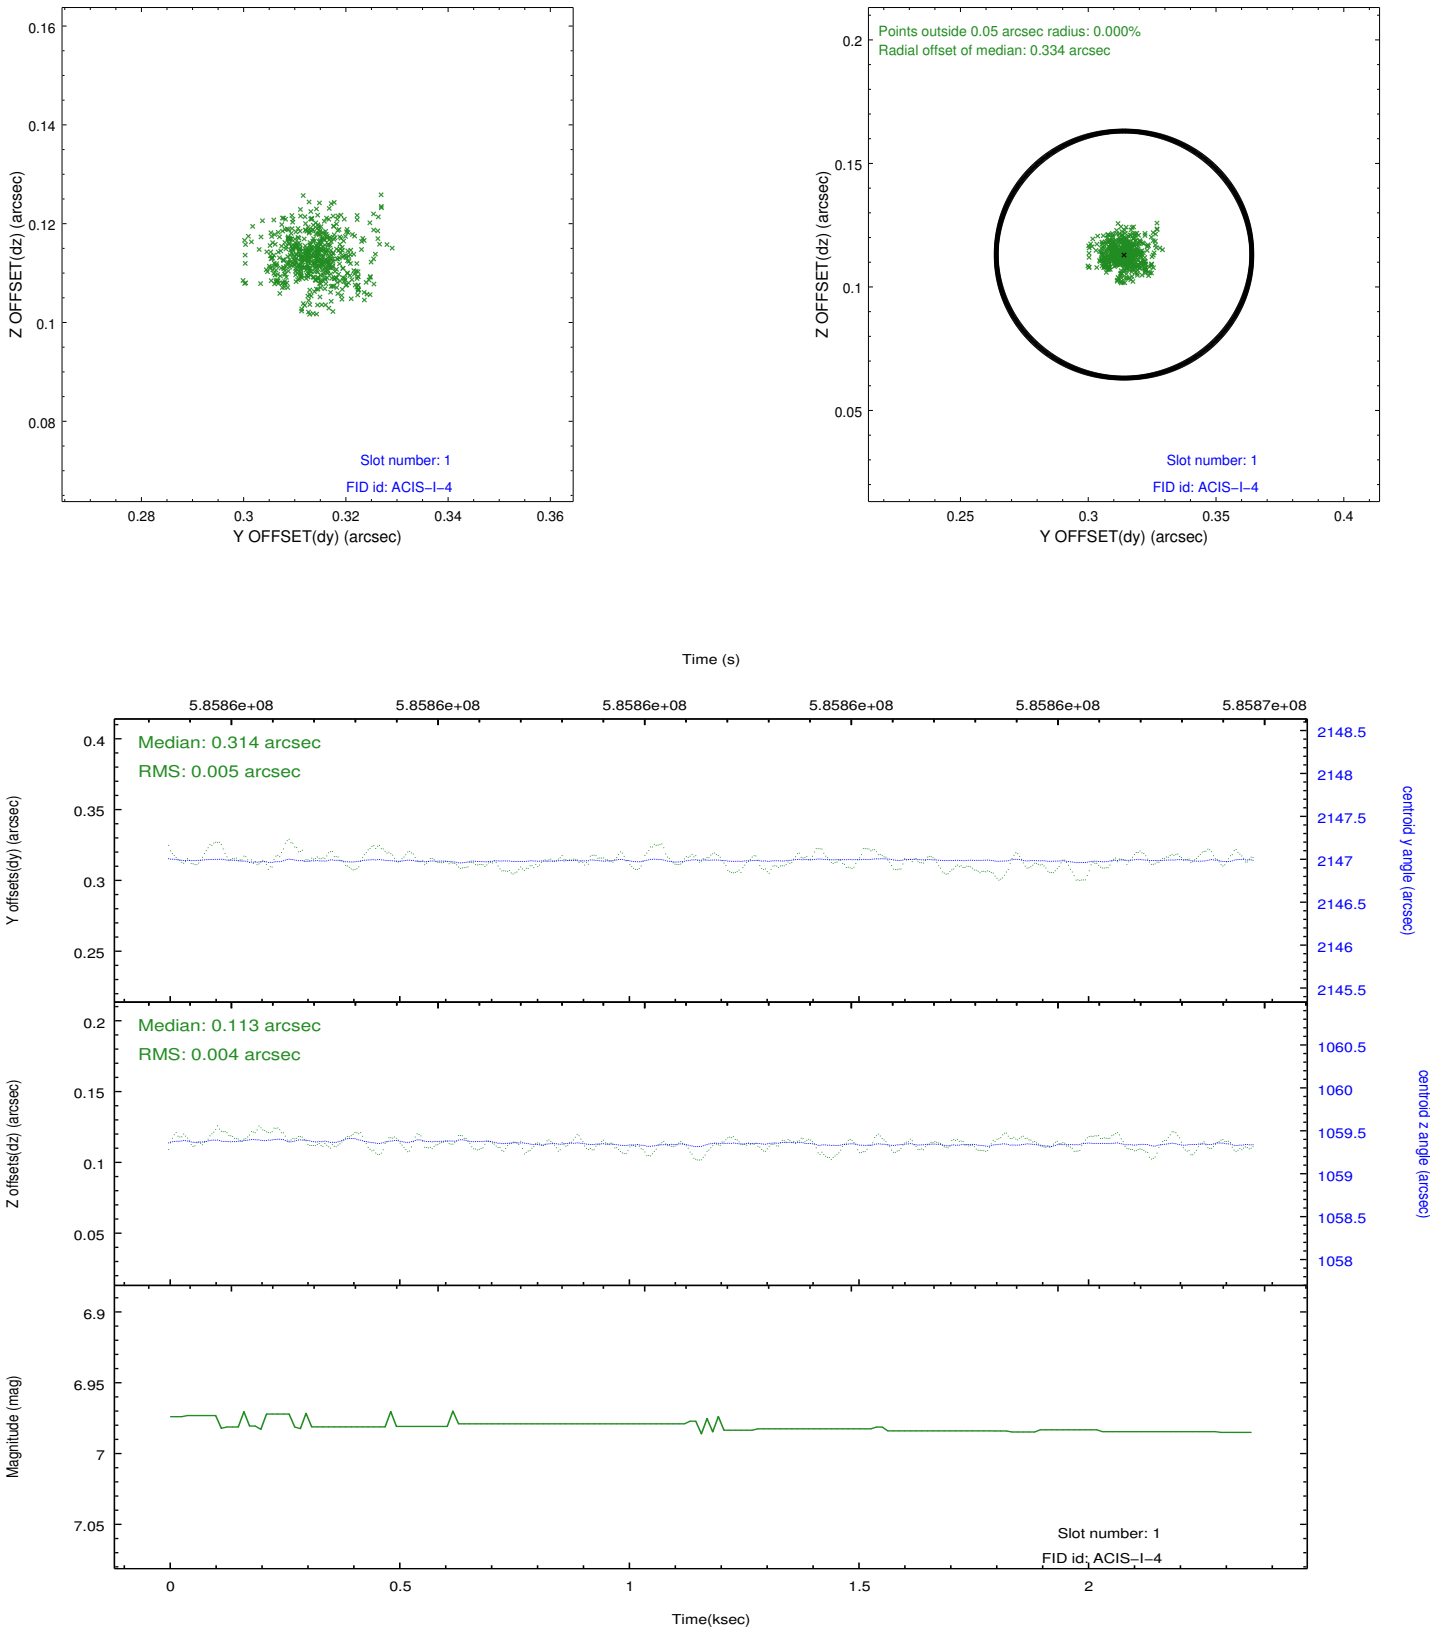 0.16
0.14
0.12
0.1
0.08
Z OFFSET(dz) (arcsec)
0.28
0.3
0.32
0.34
0.36
Y OFFSET(dy) (arcsec)
Slot number: 1
FID id: ACIS−I−4
Points outside 0.05 arcsec radius: 0.000%
Radial offset of median: 0.334 arcsec
0.2
0.15
0.1
0.05
Z OFFSET(dz) (arcsec)
0.25
0.3
0.35
0.4
Y OFFSET(dy) (arcsec)
Slot number: 1
FID id: ACIS−I−4
Time (s)
5.8586e+08
5.8586e+08
5.8586e+08
5.8586e+08
5.8586e+08
5.8587e+08
Median: 0.314 arcsec
RMS: 0.005 arcsec
0.4
0.35
0.3
0.25
Y offsets(dy) (arcsec)
2148.5
2148
2147.5
2147
2146.5
2146
2145.5
centroid y angle (arcsec)
Median: 0.113 arcsec
RMS: 0.004 arcsec
0.2
0.15
0.1
0.05
Z offsets(dz) (arcsec)
1060.5
1060
1059.5
1059
1058.5
1058
centroid z angle (arcsec)
6.9
6.95
7
7.05
Magnitude (mag)
Slot number: 1
FID id: ACIS−I−4
0
0.5
1
1.5
2
Time(ksec)